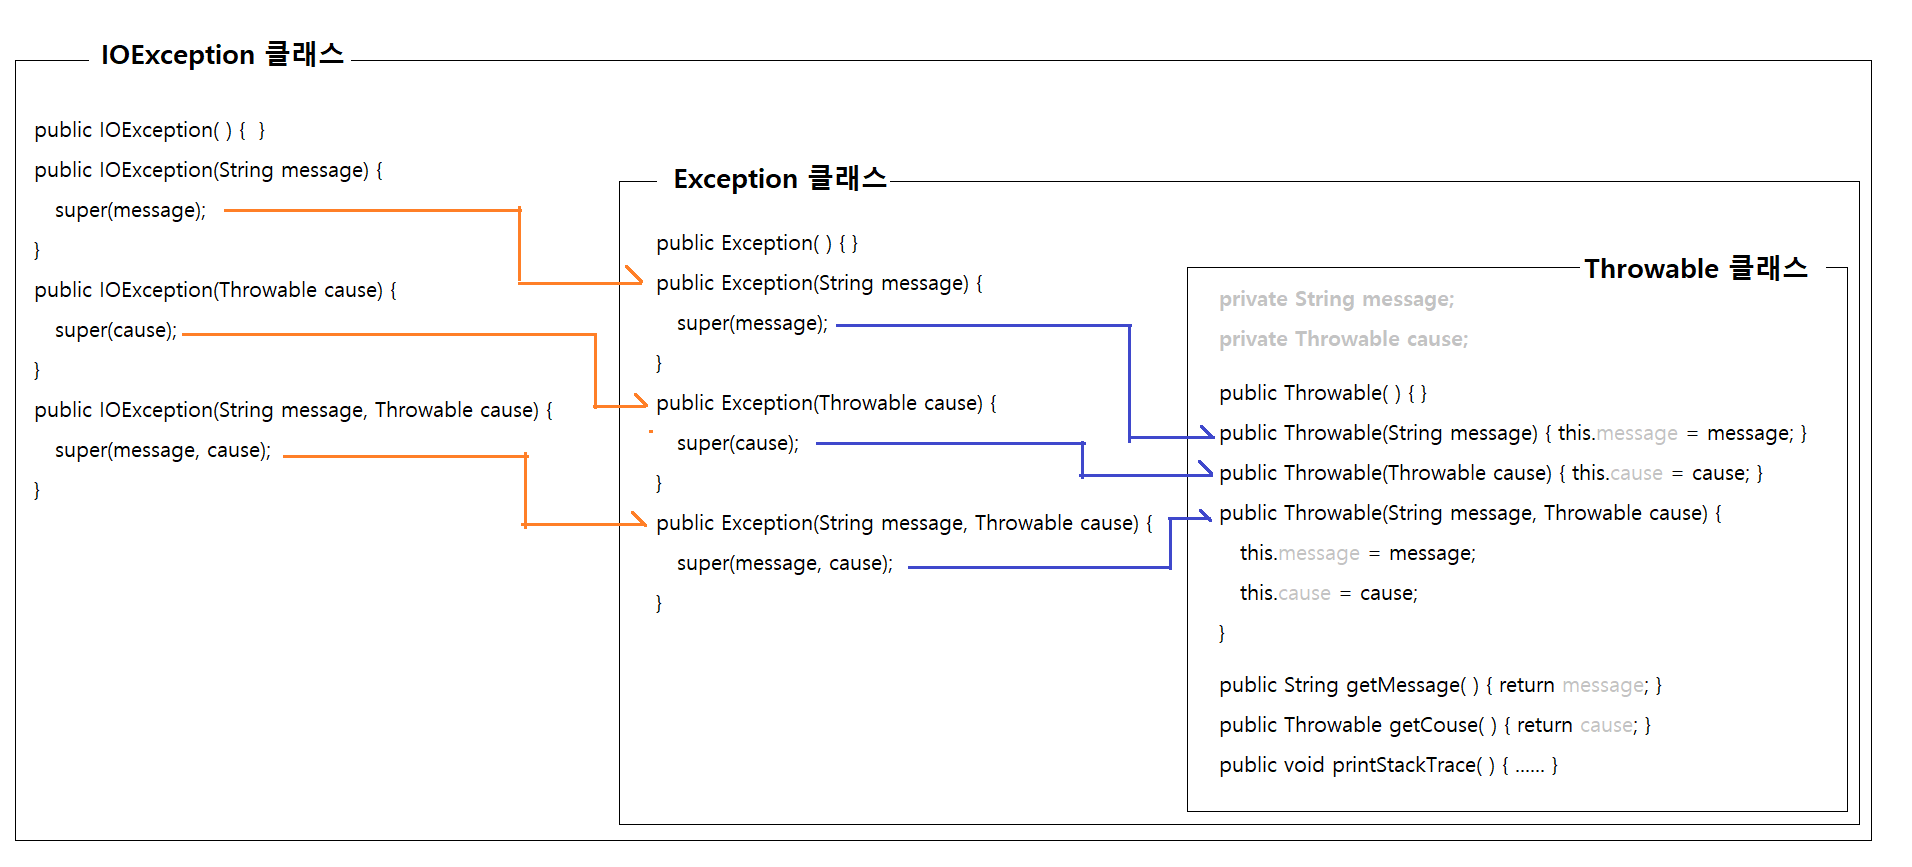 IOException 클래스
public IOException( ) {  }
public IOException(String message) {
super(message);
}
public IOException(Throwable cause) {
super(cause);
}
public IOException(String message, Throwable cause) {
super(message, cause);
}
Exception 클래스
public Exception( ) { }
public Exception(String message) {
super(message);
}
public Exception(Throwable cause) {
super(cause);
}
public Exception(String message, Throwable cause) {
super(message, cause);
}
Throwable 클래스
private String message;
private Throwable cause;
public Throwable( ) { }
public Throwable(String message) { this.message = message; }
public Throwable(Throwable cause) { this.cause = cause; }
public Throwable(String message, Throwable cause) {
this.message = message;
this.cause = cause;
}
public String getMessage( ) { return message; }
public Throwable getCouse( ) { return cause; }
public void printStackTrace( ) { ...... }